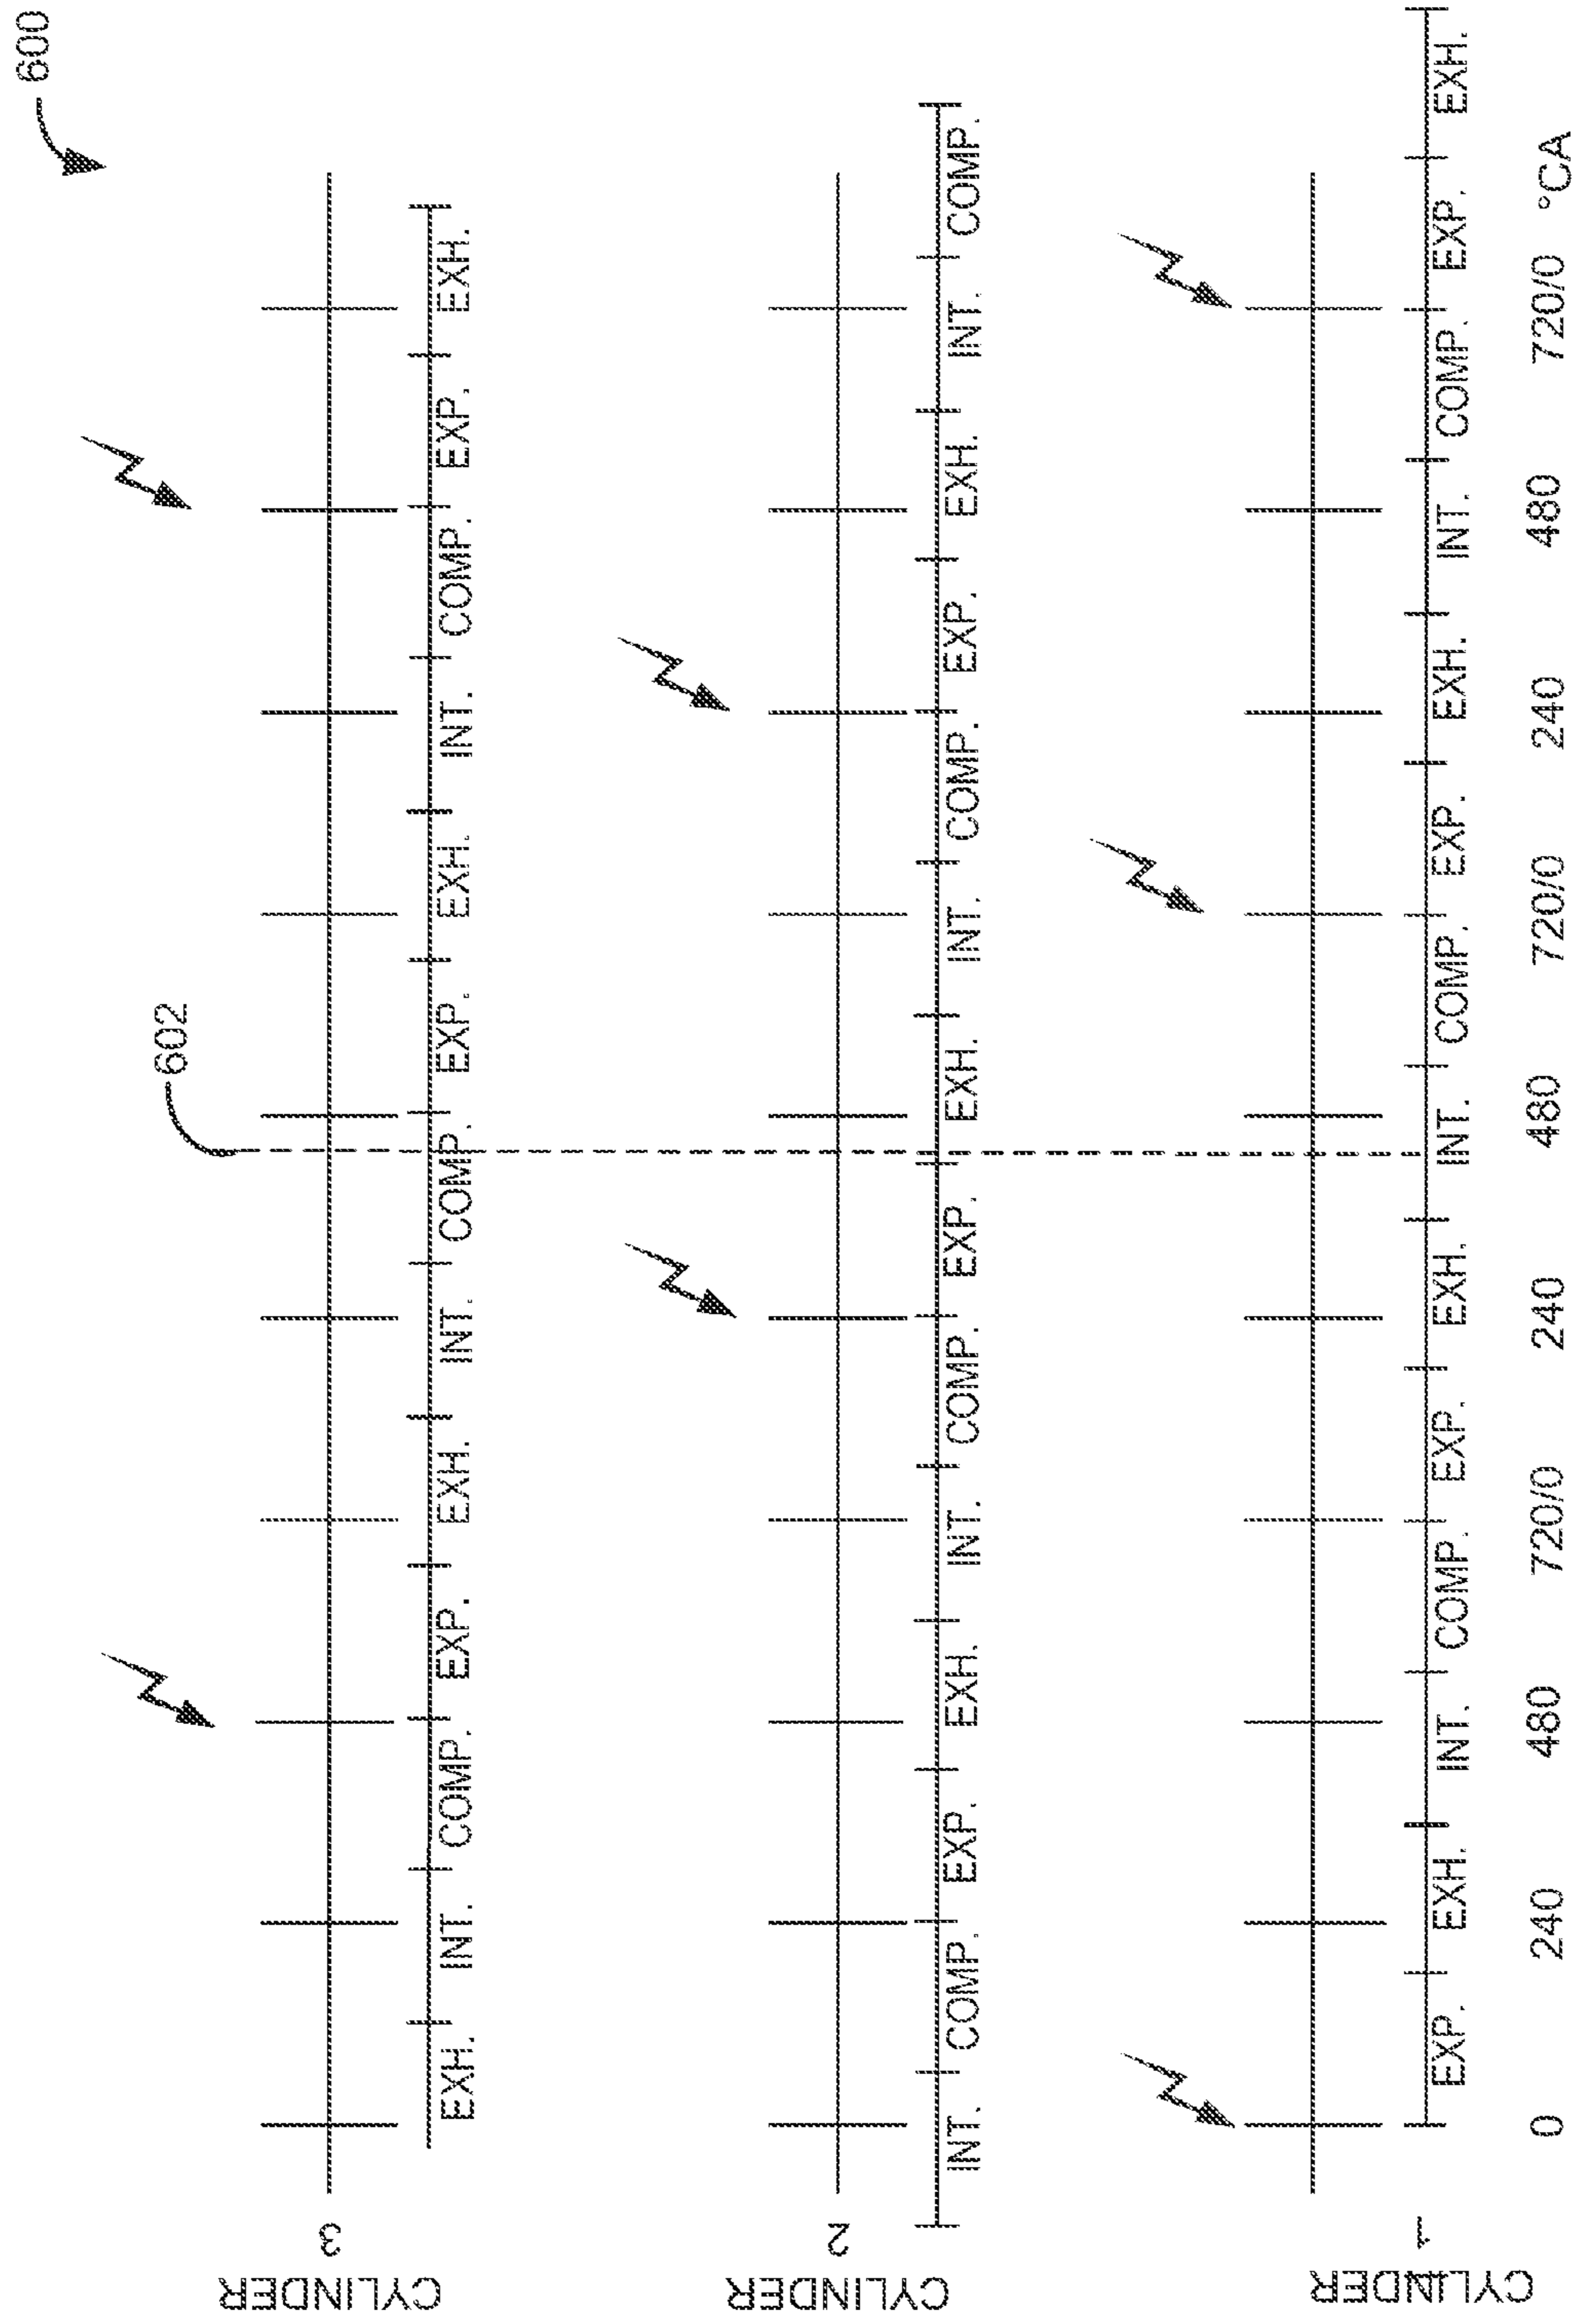 600
602
CYLINDER
3
EXH. INT. COMP. EXP. EXH. INT. COMP. EXP. EXH. INT. COMP. EXP. EXH.
CYLINDER
2
INT. COMP. EXP. EXH. INT. COMP. EXP. EXH. INT. COMP. EXP. EXH. INT. COMP.
CYLINDER
1
EXP. EXH. INT. COMP. EXP. EXH. INT. COMP. EXP. EXH. INT. COMP. EXP. EXH.
0 240 480 720/0 240 480 720/0 240 480 720/0 °CA